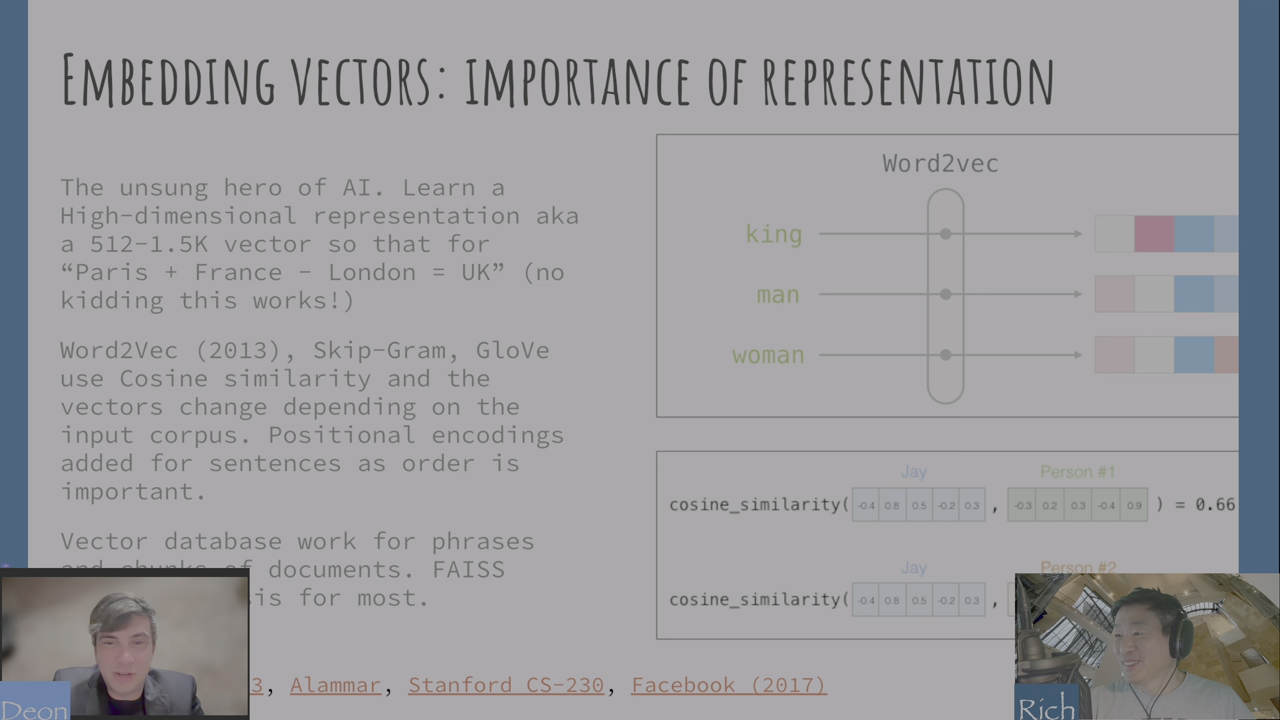 Embedding vectors: importance of representation
The unsung hero of AI. Learn a
High-dimensional representation aka
a 512-1.5K vector so that for
“Paris + France - London = UK” (no
kidding this works!)
Word2Vec (2013), Skip-Gram, GloVe
use Cosine similarity and the
vectors change depending on the
input corpus. Positional encodings
added for sentences as order is
important.
Vector database work for phrases
and chunks of documents. FAISS
is for most.
3, Alammar, Stanford CS-230, Facebook (2017)
Word2vec
king
man
woman
Jay Person #1
cosine_similarity( -0.4 0.8 0.5 -0.2 0.3 , -0.3 0.2 0.3 -0.4 0.9 ) = 0.66
Jay Person #2
cosine_similarity( -0.4 0.8 0.5 -0.2 0.3 ,
Deon
Rich